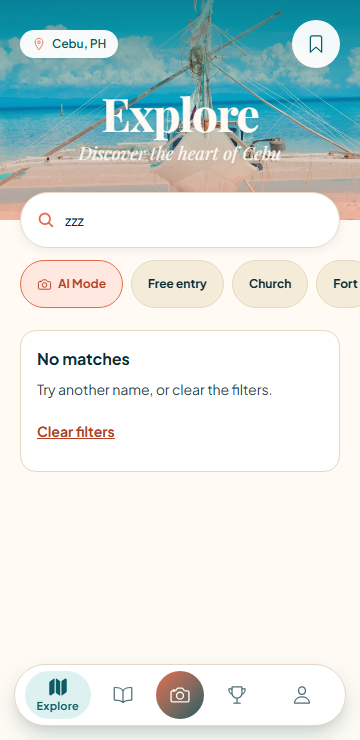 Cebu, PH
Explore
Discover the heart of Cebu
zzz
AI Mode
Free entry
Church
Fort
No matches
Try another name, or clear the filters.
Clear filters
Explore